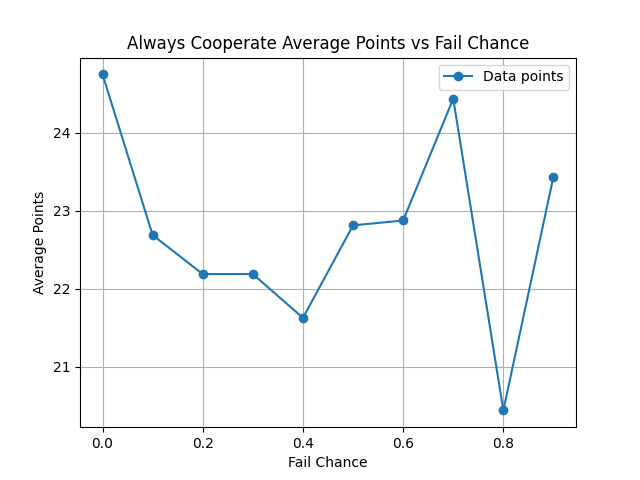 Always Cooperate Average Points vs Fail Chance
Data points
24
23
22
21
Average Points
0.0 0.2 0.4 0.6 0.8
Fail Chance